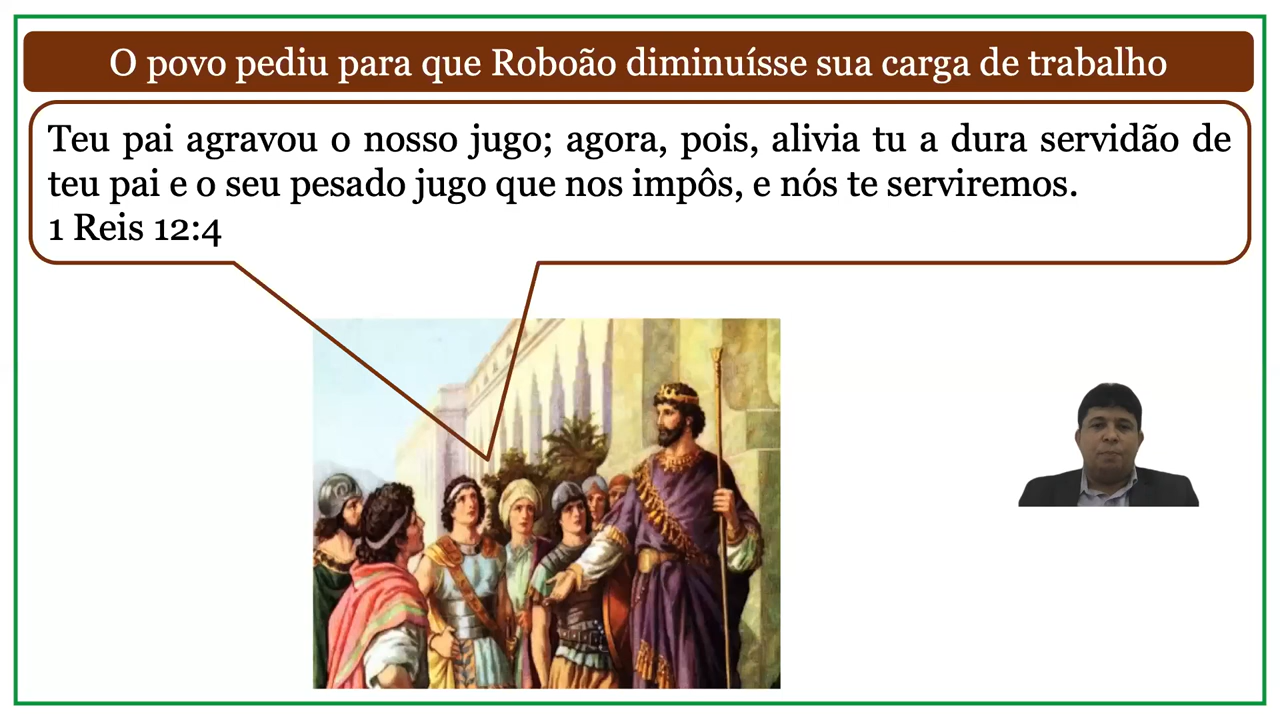 O povo pediu para que Roboão diminuísse sua carga de trabalho
Teu pai agravou o nosso jugo; agora, pois, alivia tu a dura servidão de
teu pai e o seu pesado jugo que nos impôs, e nós te serviremos.
1 Reis 12:4